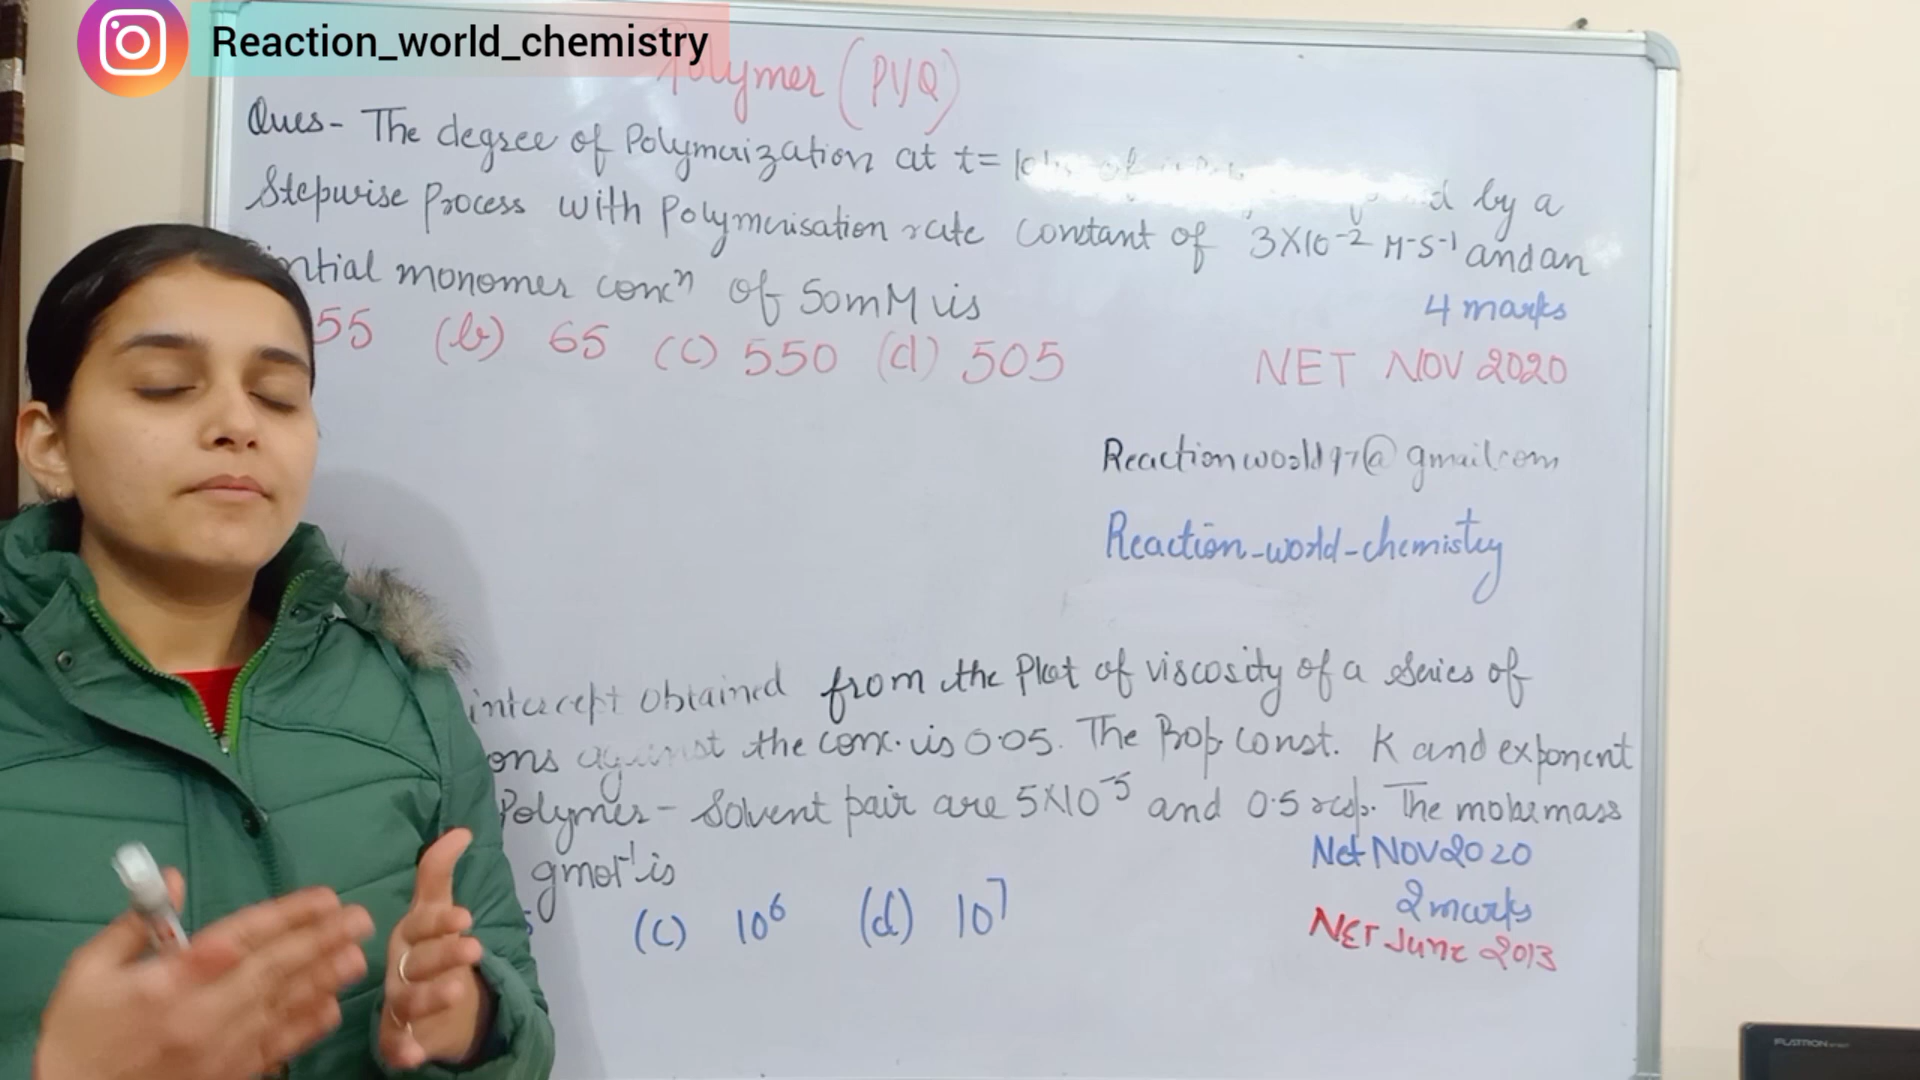 Reaction_world_chemistry
Polymer (PYQ)
Ques- The degree of Polymerization at t=
by a
Stepwise Process with Polymerisation rate constant of 3X10⁻² M⁻S⁻¹ and an
intial monomer concⁿ of 50mM is
4 marks
55 (b) 65 (c) 550 (d) 505
NET NOV 2020
Reactionworld97@gmail.com
Reaction-world-chemistry
intercept obtained from the Plot of viscosity of a series of
ons against the conc. is 0.05. The Prop. const. K and exponent
Polymer - Solvent pair are 5X10⁻⁵ and 0.5 resp. The molar mass
gmol⁻¹ is
Net NOV 2020
(c) 10⁶ (d) 10⁷
2 marks
NET June 2013
FLATRON